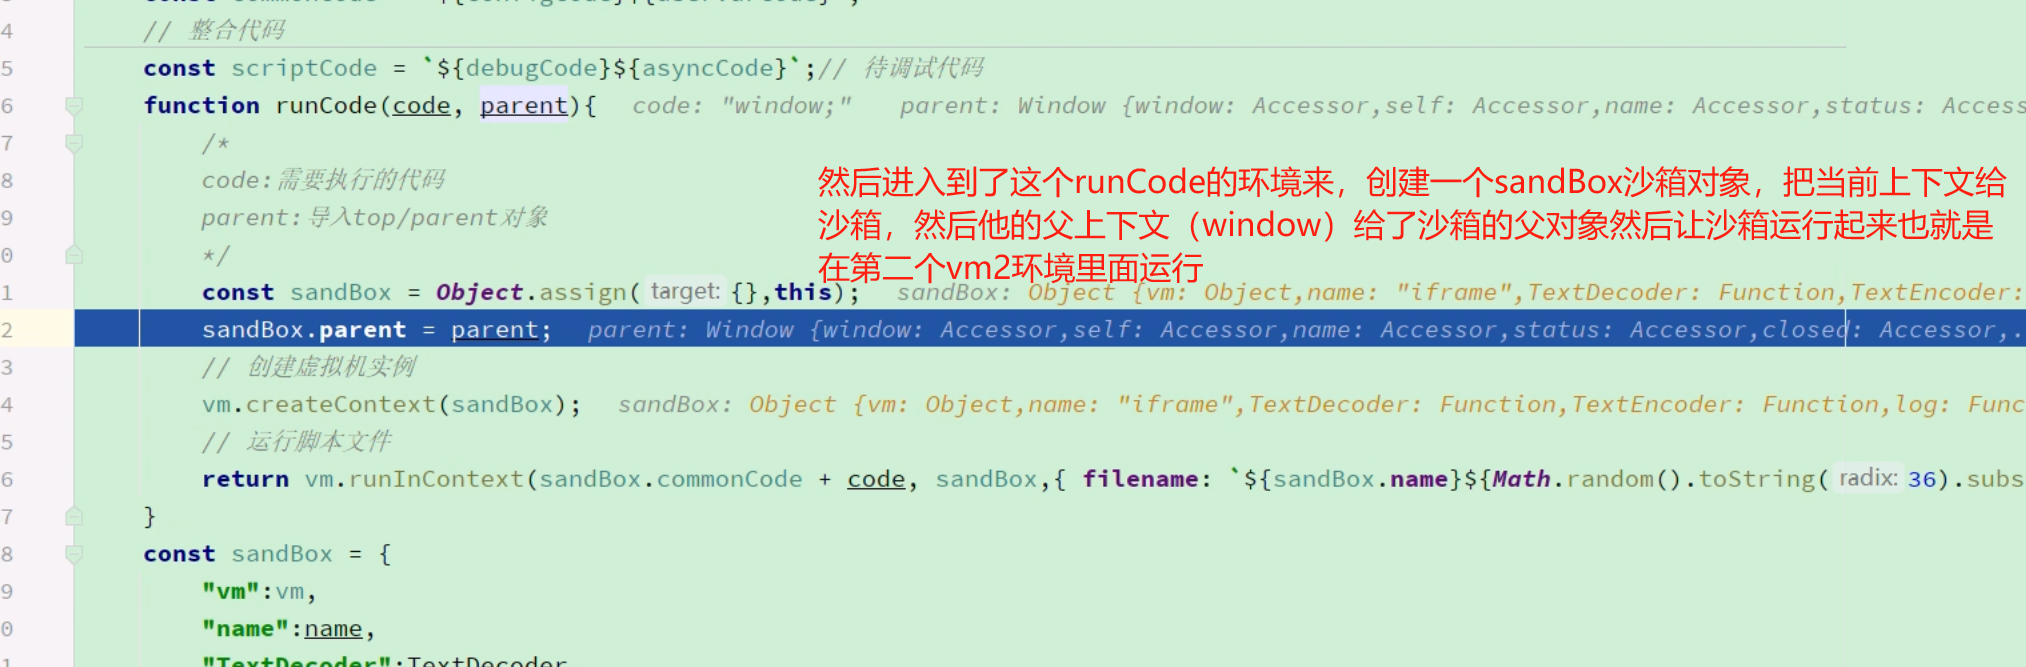 4 // 整合代码
5 const scriptCode = `${debugCode}${asyncCode}`;// 待调试代码
6 function runCode(code, parent){ code: "window;" parent: Window {window: Accessor,self: Accessor,name: Accessor,status: Access
7 /*
8 code:需要执行的代码
9 parent:导入top/parent对象
0 */
然后进入到了这个runCode的环境来，创建一个sandBox沙箱对象，把当前上下文给
沙箱，然后他的父上下文（window）给了沙箱的父对象然后让沙箱运行起来也就是
在第二个vm2环境里面运行
1 const sandBox = Object.assign( target: {},this); sandBox: Object {vm: Object,name: "iframe",TextDecoder: Function,TextEncoder:
2 sandBox.parent = parent; parent: Window {window: Accessor,self: Accessor,name: Accessor,status: Accessor,closed: Accessor,.
3 // 创建虚拟机实例
4 vm.createContext(sandBox); sandBox: Object {vm: Object,name: "iframe",TextDecoder: Function,TextEncoder: Function,log: Func
5 // 运行脚本文件
6 return vm.runInContext(sandBox.commonCode + code, sandBox,{ filename: `${sandBox.name}${Math.random().toString( radix: 36).subs
7 }
8 const sandBox = {
9 "vm":vm,
0 "name":name,
1 "TextDecoder":TextDecoder